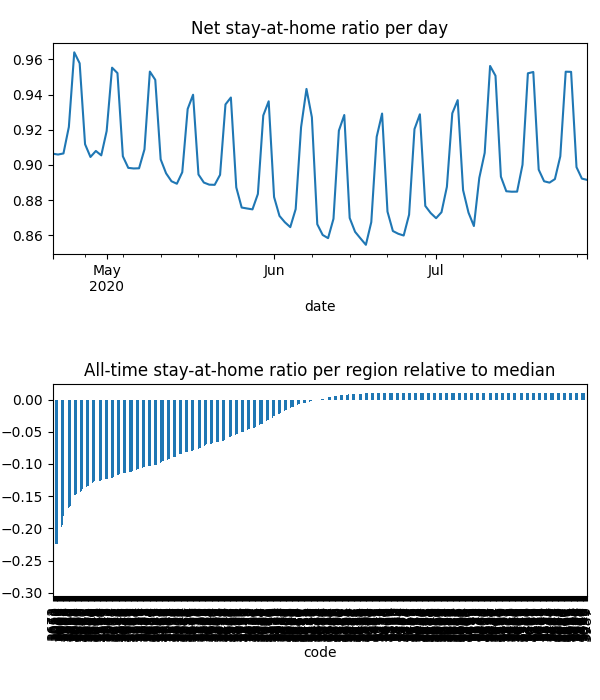 Net stay-at-home ratio per day
0.96
0.94
0.92
0.90
0.88
0.86
May
2020
Jun
Jul
date
All-time stay-at-home ratio per region relative to median
0.00
−0.05
−0.10
−0.15
−0.20
−0.25
−0.30
code